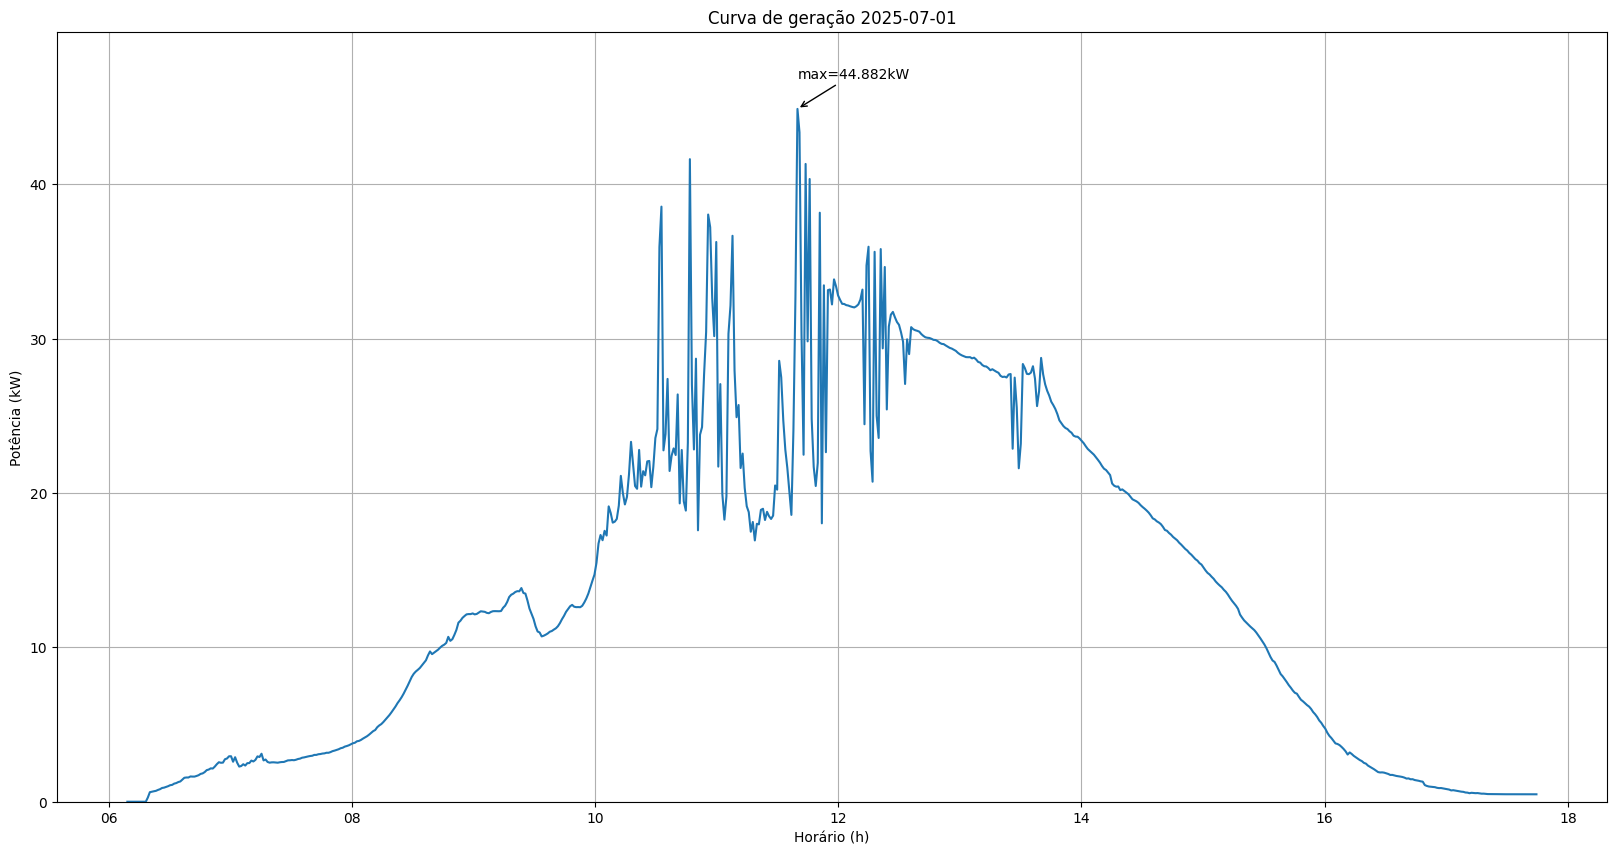 Curva de geração 2025-07-01
max=44.882kW
40
30
20
10
0
Potência (kW)
06 08 10 12 14 16 18
Horário (h)